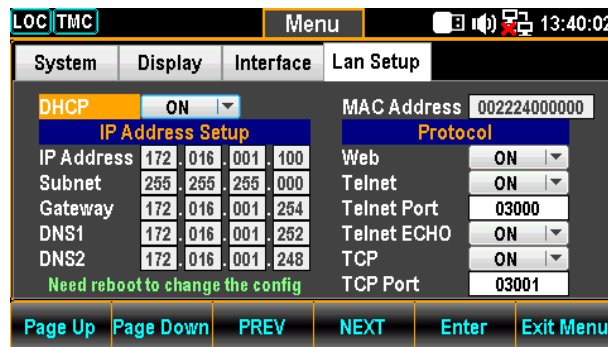 LOC TMC Menu 13:40:02
System Display Interface Lan Setup
DHCP ON MAC Address 002224000000
IP Address Setup Protocol
IP Address 172 . 016 . 001 . 100 Web ON
Subnet 255 . 255 . 255 . 000 Telnet ON
Gateway 172 . 016 . 001 . 254 Telnet Port 03000
DNS1 172 . 016 . 001 . 252 Telnet ECHO ON
DNS2 172 . 016 . 001 . 248 TCP ON
Need reboot to change the config TCP Port 03001
Page Up Page Down PREV NEXT Enter Exit Menu